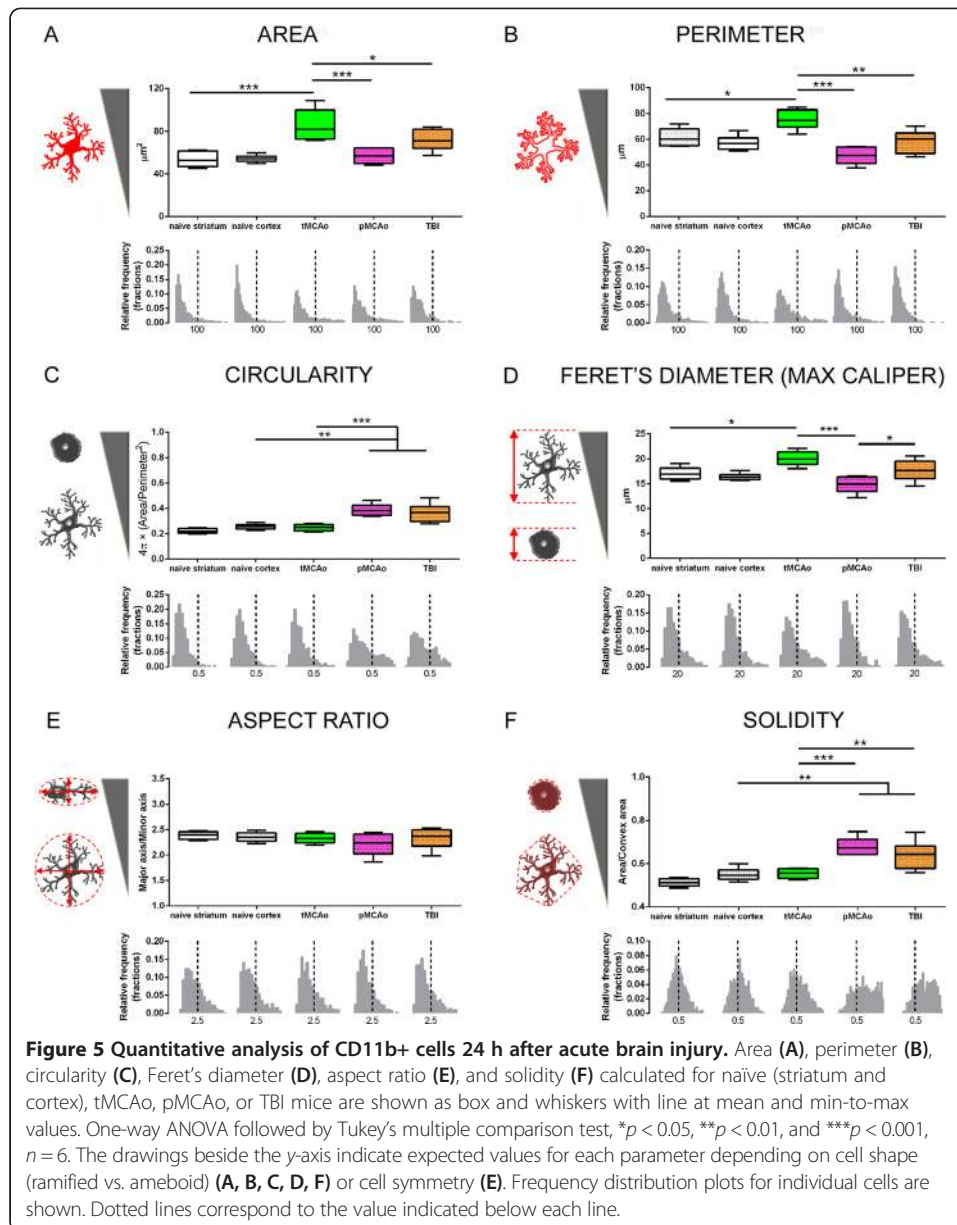 A
AREA
*
***
***
120
80
40
0
μm²
naive striatum
naive cortex
tMCAo
pMCAo
TBI
Relative frequency
(fractions)
0.25
0.20
0.15
0.10
0.05
0.00
100
100
100
100
100
B
PERIMETER
**
*
***
100
80
60
40
20
0
μm
naive striatum
naïve cortex
tMCAo
pMCAo
TBI
Relative frequency
(fractions)
0.25
0.20
0.15
0.10
0.05
0.00
100
100
100
100
100
C
CIRCULARITY
***
**
1.0
0.8
0.6
0.4
0.2
0.0
4π × (Area/Perimeter²)
naive striatum
naïve cortex
tMCAo
pMCAo
TBI
Relative frequency
(fractions)
0.25
0.20
0.15
0.10
0.05
0.00
0.5
0.5
0.5
0.5
0.5
D
FERET'S DIAMETER (MAX CALIPER)
*
***
*
25
20
15
10
5
0
μm
naive striatum
naïve cortex
tMCAo
pMCAo
TBI
Relative frequency
(fractions)
0.20
0.15
0.10
0.05
0.00
20
20
20
20
20
E
ASPECT RATIO
3.5
3.0
2.5
2.0
1.5
1.0
Major axis/Minor axis
naive striatum
naïve cortex
tMCAo
pMCAo
TBI
Relative frequency
(fractions)
0.20
0.15
0.10
0.05
0.00
2.5
2.5
2.5
2.5
2.5
F
SOLIDITY
**
***
**
1.0
0.8
0.6
0.4
Area/Convex area
naive striatum
naïve cortex
tMCAo
pMCAo
TBI
Relative frequency
(fractions)
0.10
0.08
0.06
0.04
0.02
0.00
0.5
0.5
0.5
0.5
0.5
Figure 5 Quantitative analysis of CD11b+ cells 24 h after acute brain injury. Area (A), perimeter (B),
circularity (C), Feret's diameter (D), aspect ratio (E), and solidity (F) calculated for naïve (striatum and
cortex), tMCAo, pMCAo, or TBI mice are shown as box and whiskers with line at mean and min-to-max
values. One-way ANOVA followed by Tukey's multiple comparison test, *p < 0.05, **p < 0.01, and ***p < 0.001,
n = 6. The drawings beside the y-axis indicate expected values for each parameter depending on cell shape
(ramified vs. ameboid) (A, B, C, D, F) or cell symmetry (E). Frequency distribution plots for individual cells are
shown. Dotted lines correspond to the value indicated below each line.